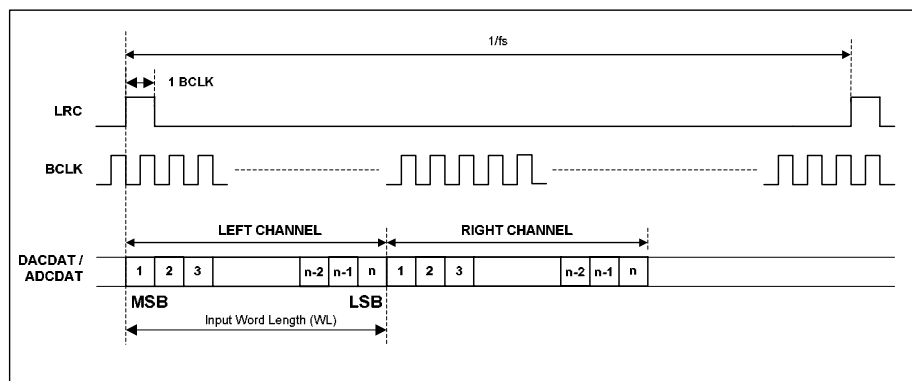 1/fs
1 BCLK
LRC
BCLK
LEFT CHANNEL RIGHT CHANNEL
DACDAT /
ADCDAT
1 2 3 n-2 n-1 n 1 2 3 n-2 n-1 n
MSB LSB
Input Word Length (WL)